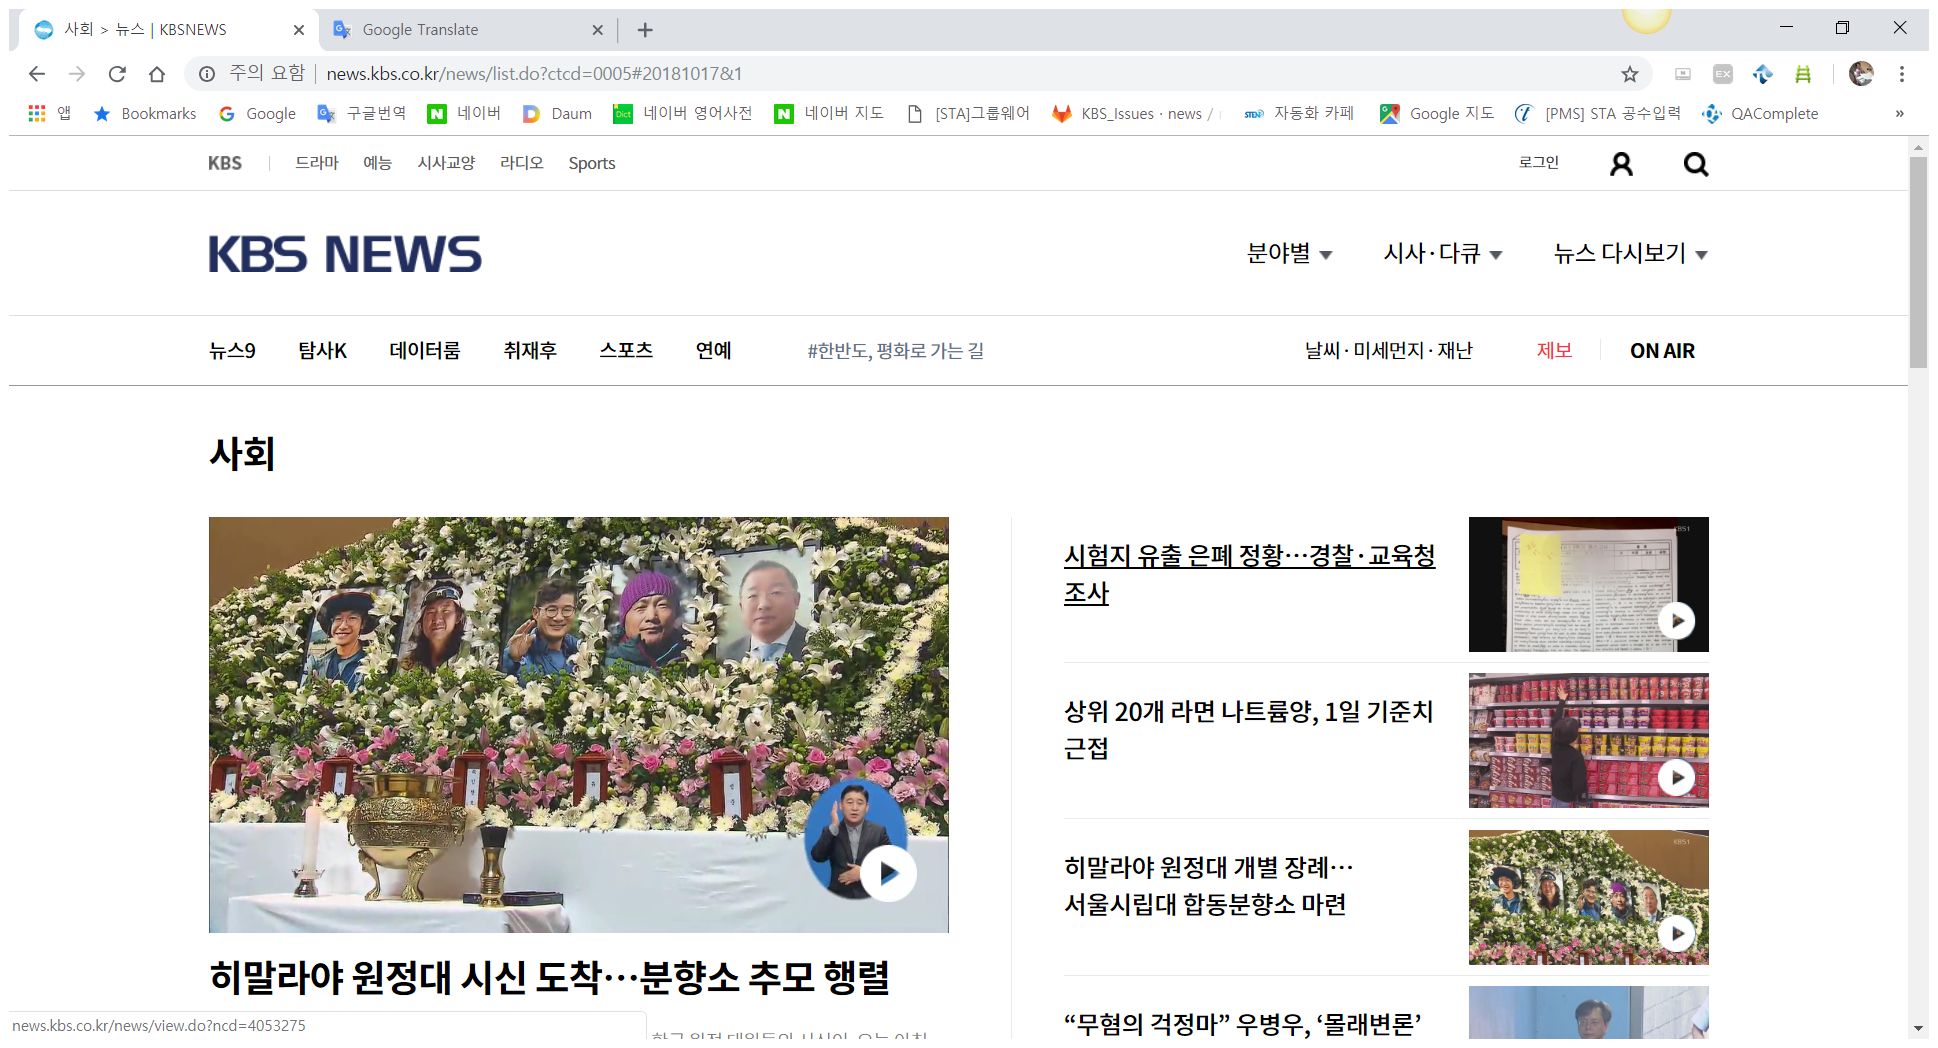 사회 > 뉴스 | KBSNEWS
Google Translate
주의 요함
news.kbs.co.kr/news/list.do?ctcd=0005#20181017&1
EX
앱
Bookmarks
Google
구글번역
네이버
Daum
Dict
네이버 영어사전
네이버 지도
[STA]그룹웨어
KBS_Issues · news /
STEN
자동화 카페
Google 지도
[PMS] STA 공수입력
QAComplete
»
KBS
드라마
예능
시사교양
라디오
Sports
로그인
KBS NEWS
분야별
시사·다큐
뉴스 다시보기
뉴스9
탐사K
데이터룸
취재후
스포츠
연예
#한반도, 평화로 가는 길
날씨·미세먼지·재난
제보
ON AIR
사회
히말라야 원정대 시신 도착…분향소 추모 행렬
시험지 유출 은폐 정황…경찰·교육청
조사
KBS1
상위 20개 라면 나트륨양, 1일 기준치
근접
히말라야 원정대 개별 장례…
서울시립대 합동분향소 마련
KBS1
“무혐의 걱정마” 우병우, ‘몰래변론’
news.kbs.co.kr/news/view.do?ncd=4053275